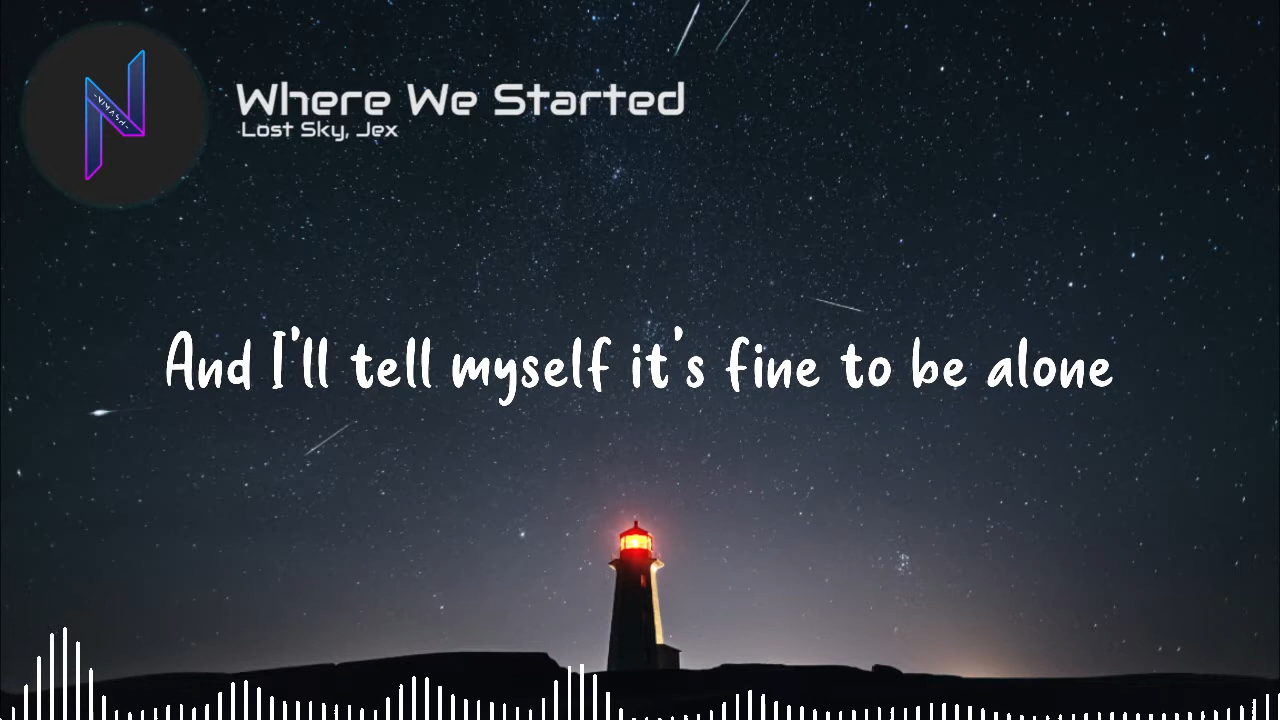 Where We Started
Lost Sky, Jex
And I'll tell myself it's fine to be alone